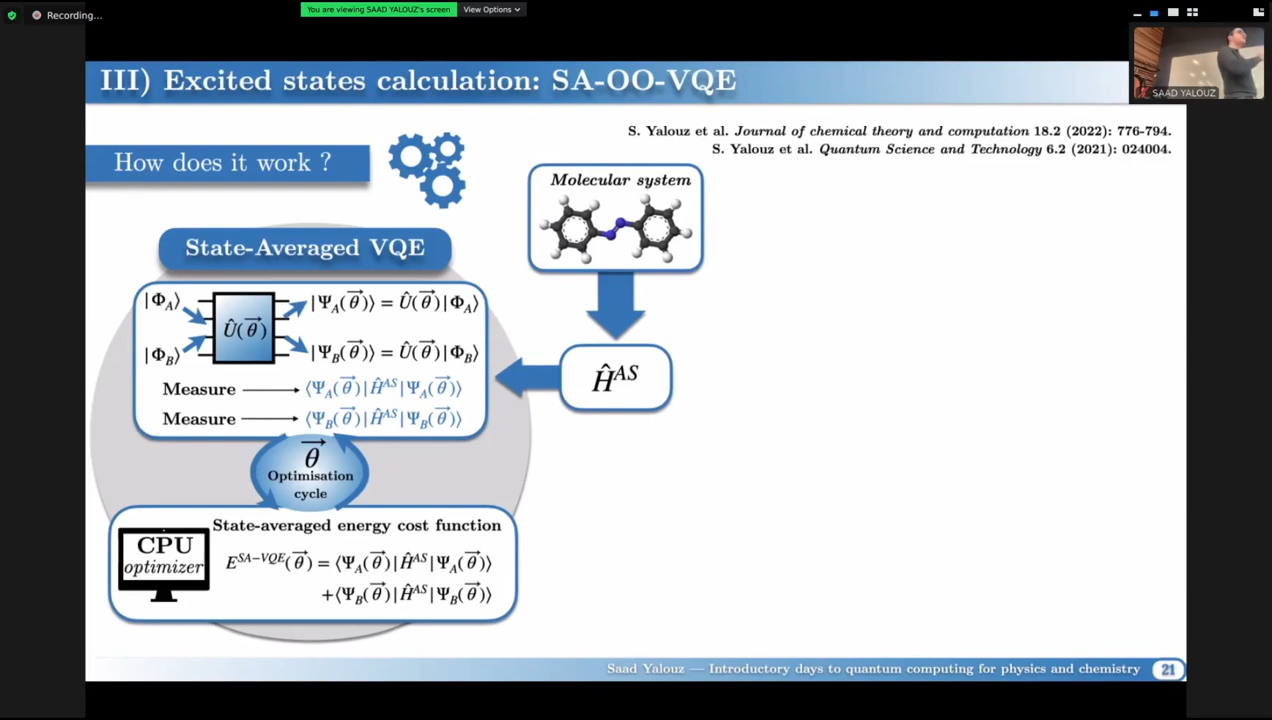 Recording...
You are viewing SAAD YALOUZ's screen
View Options
SAAD YALOUZ
III) Excited states calculation: SA-OO-VQE
S. Yalouz et al. Journal of chemical theory and computation 18.2 (2022): 776-794.
S. Yalouz et al. Quantum Science and Technology 6.2 (2021): 024004.
How does it work ?
Molecular system
State-Averaged VQE
|Φ_A⟩
|Φ_B⟩
Û(θ⃗)
|Ψ_A(θ⃗)⟩ = Û(θ⃗)|Φ_A⟩
|Ψ_B(θ⃗)⟩ = Û(θ⃗)|Φ_B⟩
Measure ⟶ ⟨Ψ_A(θ⃗)|Ĥ^AS|Ψ_A(θ⃗)⟩
Measure ⟶ ⟨Ψ_B(θ⃗)|Ĥ^AS|Ψ_B(θ⃗)⟩
Ĥ^AS
θ⃗
Optimisation
cycle
State-averaged energy cost function
CPU
optimizer
E^SA−VQE(θ⃗) = ⟨Ψ_A(θ⃗)|Ĥ^AS|Ψ_A(θ⃗)⟩
+⟨Ψ_B(θ⃗)|Ĥ^AS|Ψ_B(θ⃗)⟩
Saad Yalouz — Introductory days to quantum computing for physics and chemistry
21